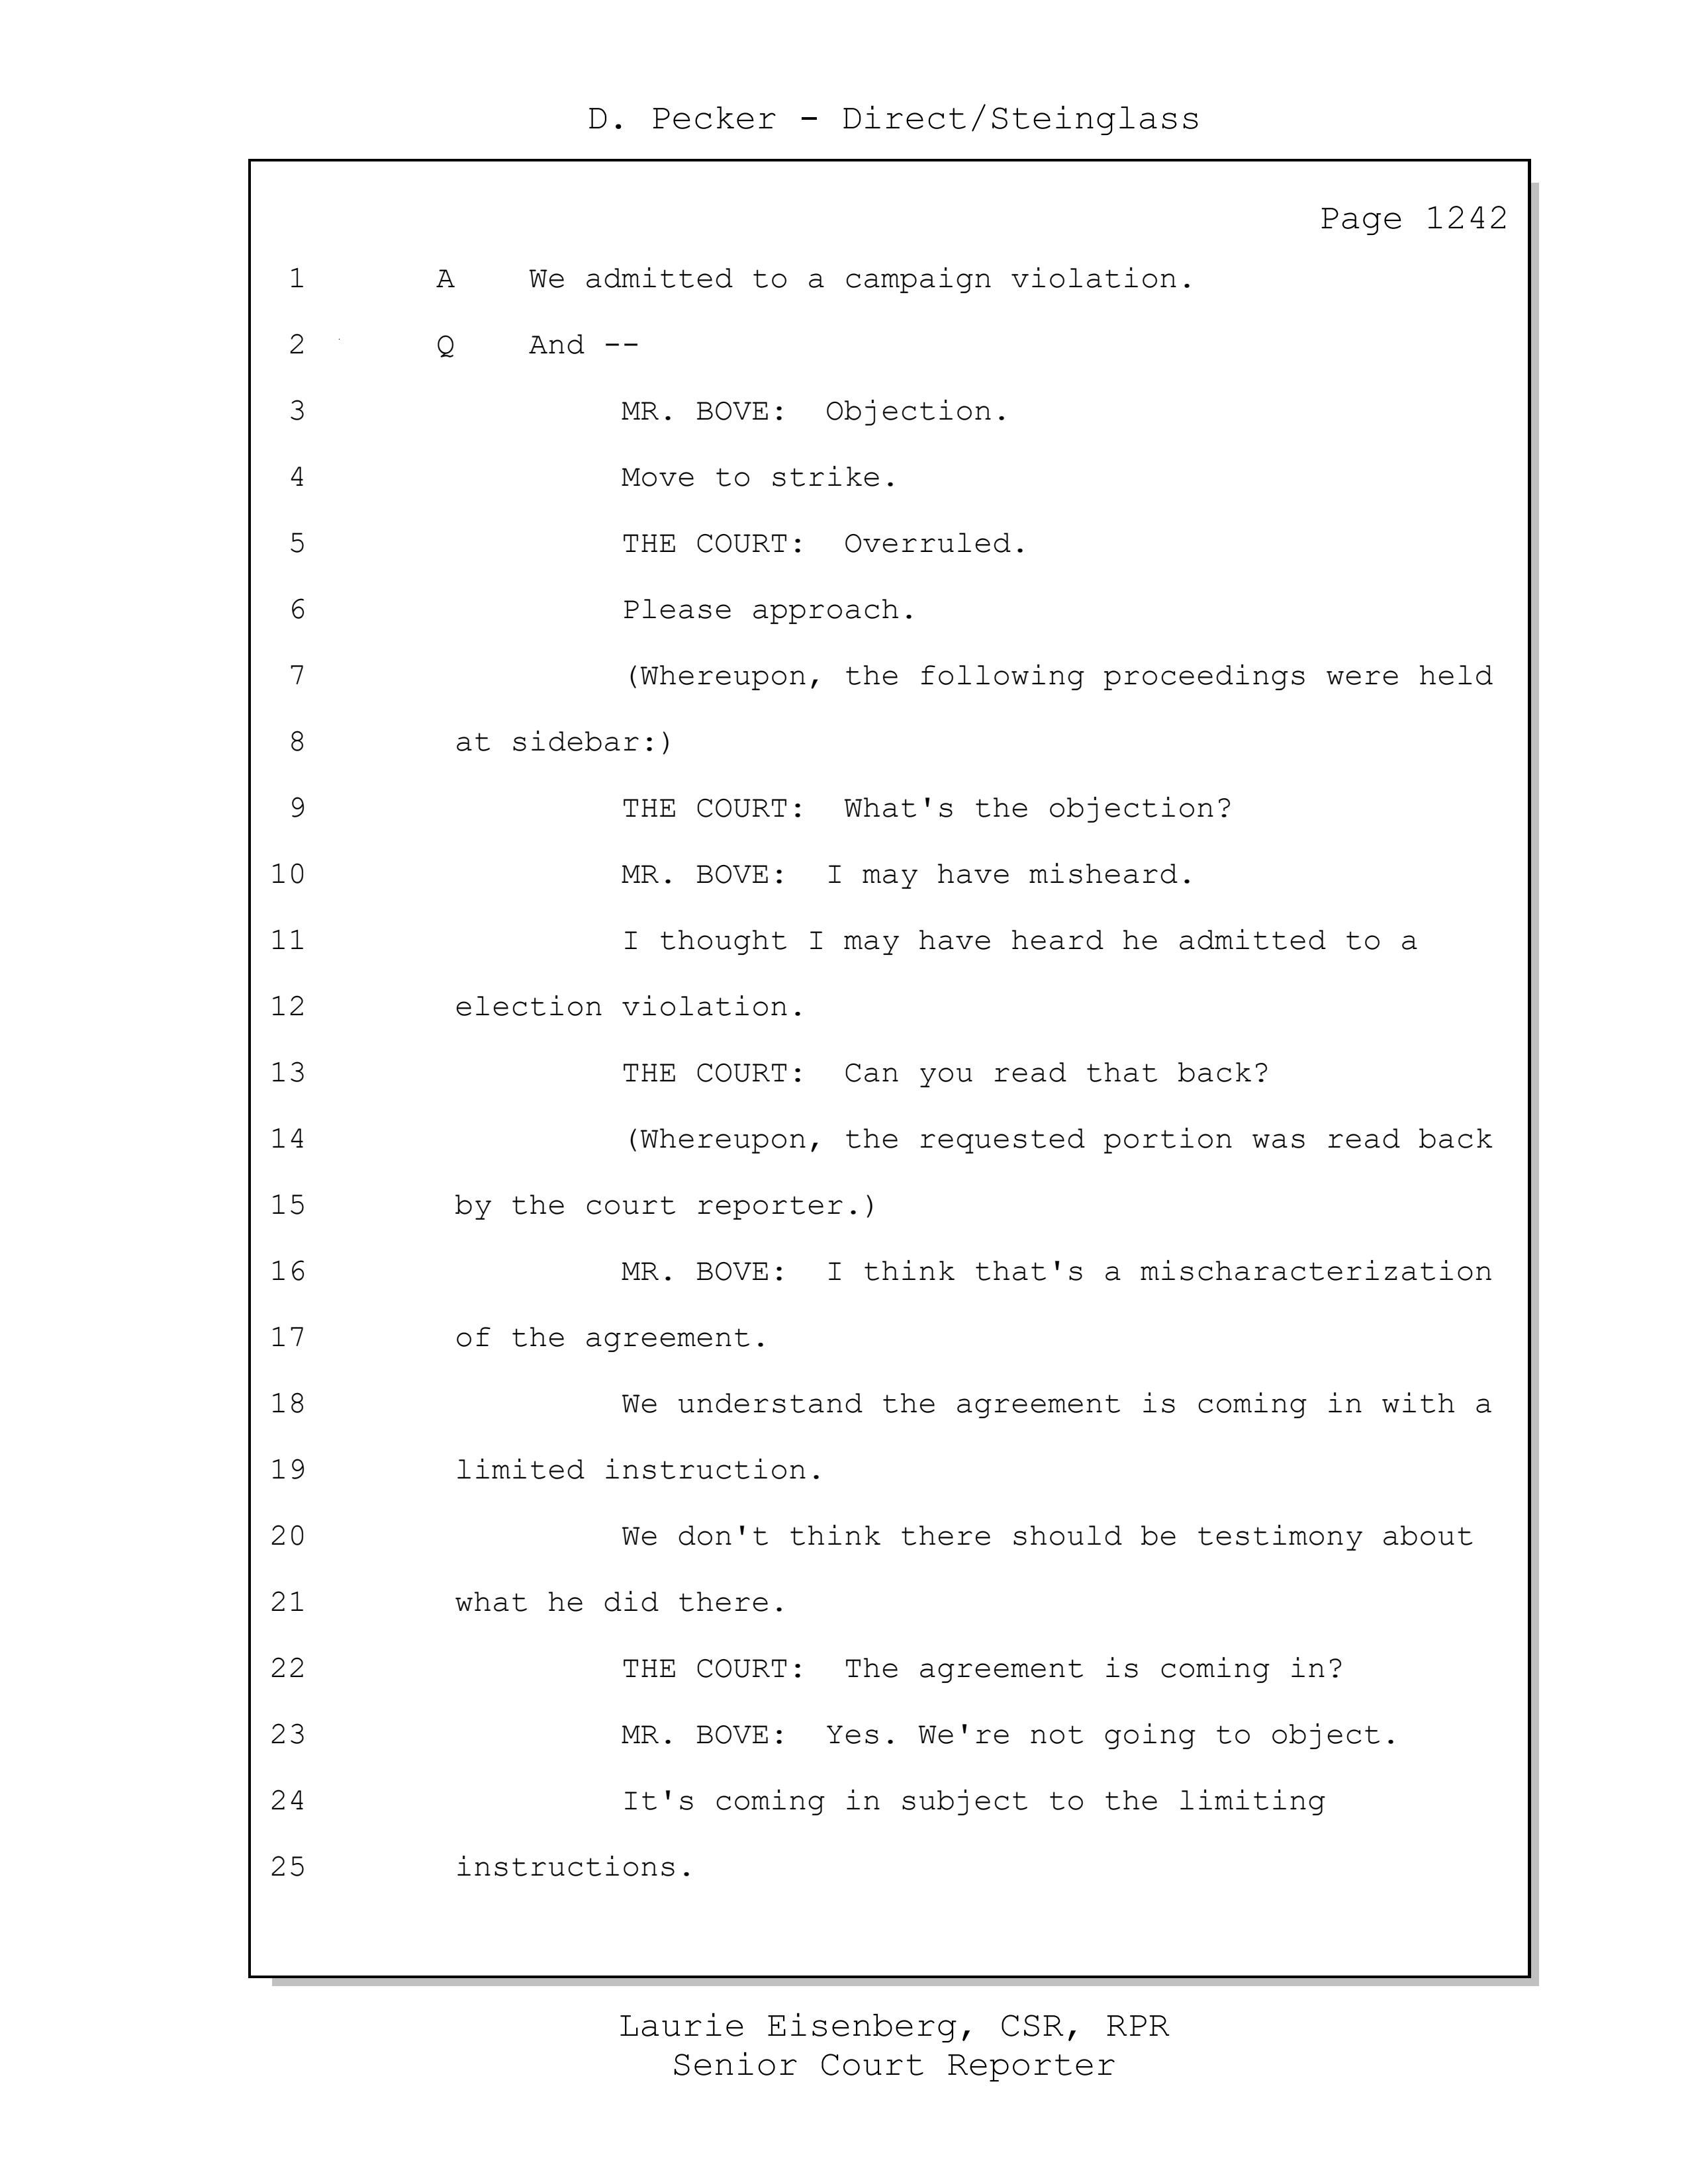 D. Pecker - Direct/Steinglass
Page 1242
1 A We admitted to a campaign violation.
2 Q And --
3 MR. BOVE: Objection.
4 Move to strike.
5 THE COURT: Overruled.
6 Please approach.
7 (Whereupon, the following proceedings were held
8 at sidebar:)
9 THE COURT: What's the objection?
10 MR. BOVE: I may have misheard.
11 I thought I may have heard he admitted to a
12 election violation.
13 THE COURT: Can you read that back?
14 (Whereupon, the requested portion was read back
15 by the court reporter.)
16 MR. BOVE: I think that's a mischaracterization
17 of the agreement.
18 We understand the agreement is coming in with a
19 limited instruction.
20 We don't think there should be testimony about
21 what he did there.
22 THE COURT: The agreement is coming in?
23 MR. BOVE: Yes. We're not going to object.
24 It's coming in subject to the limiting
25 instructions.
Laurie Eisenberg, CSR, RPR
Senior Court Reporter